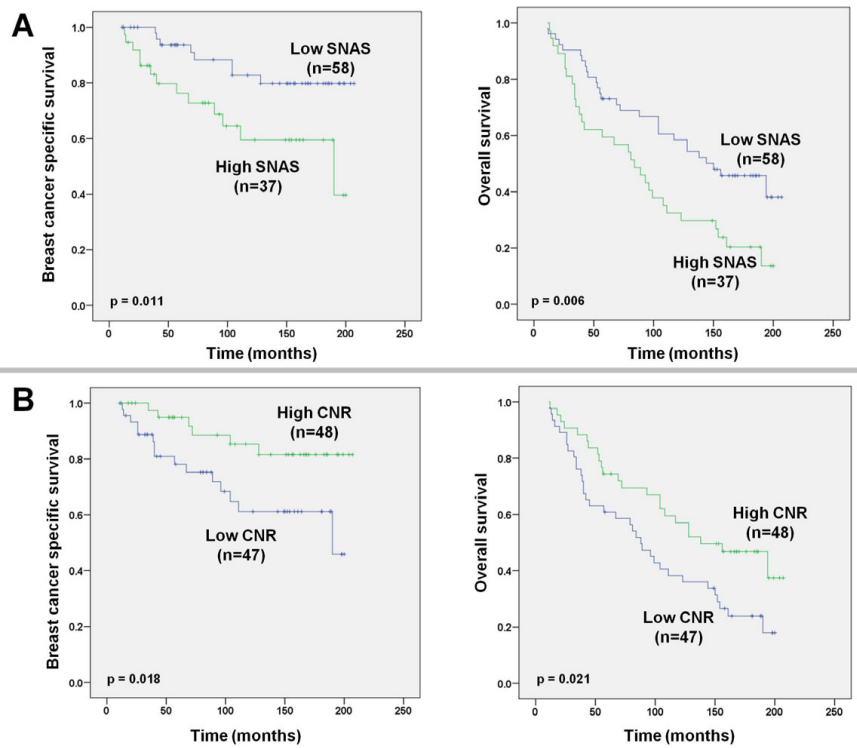 A
Breast cancer specific survival
1.0
0.8
0.6
0.4
0.2
0.0
Low SNAS
(n=58)
High SNAS
(n=37)
p = 0.011
0 50 100 150 200 250
Time (months)
Overall survival
1.0
0.8
0.6
0.4
0.2
0.0
Low SNAS
(n=58)
High SNAS
(n=37)
p = 0.006
0 50 100 150 200 250
Time (months)
B
Breast cancer specific survival
1.0
0.8
0.6
0.4
0.2
0.0
High CNR
(n=48)
Low CNR
(n=47)
p = 0.018
0 50 100 150 200 250
Time (months)
Overall survival
1.0
0.8
0.6
0.4
0.2
0.0
High CNR
(n=48)
Low CNR
(n=47)
p = 0.021
0 50 100 150 200 250
Time (months)